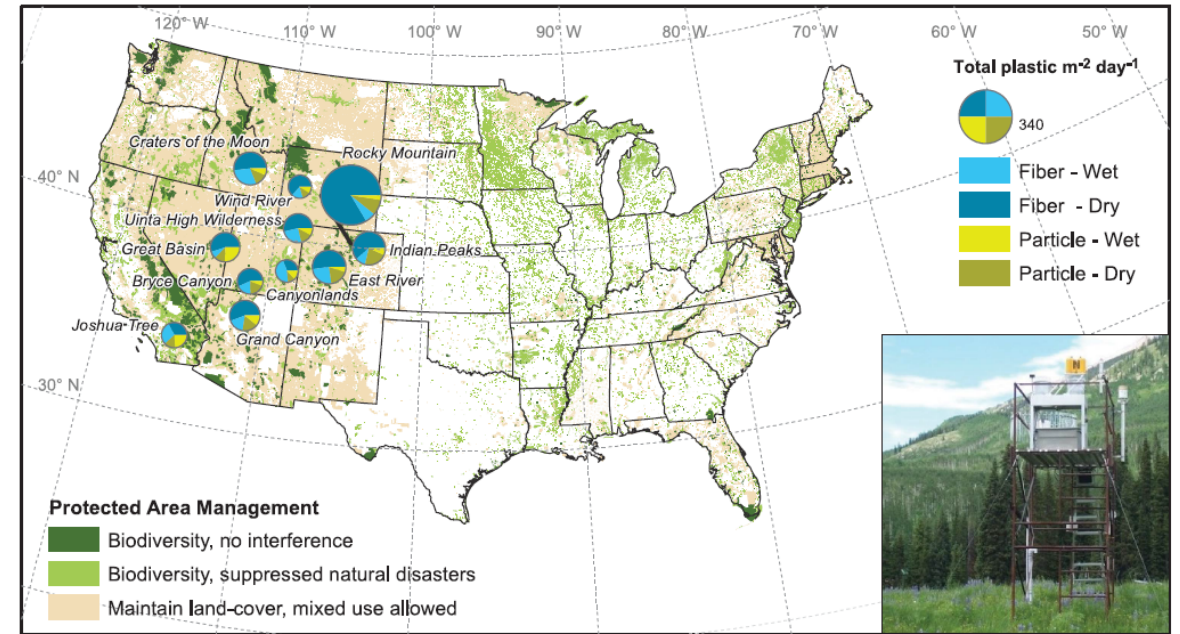 120° W
110° W
100° W
90° W
80° W
70° W
60° W
50° W
40° N
30° N
Craters of the Moon
Rocky Mountain
Wind River
Uinta High Wilderness
Great Basin
Indian Peaks
Bryce Canyon
East River
Canyonlands
Joshua Tree
Grand Canyon
Total plastic m-2 day-1
340
Fiber - Wet
Fiber - Dry
Particle - Wet
Particle - Dry
Protected Area Management
Biodiversity, no interference
Biodiversity, suppressed natural disasters
Maintain land-cover, mixed use allowed
N